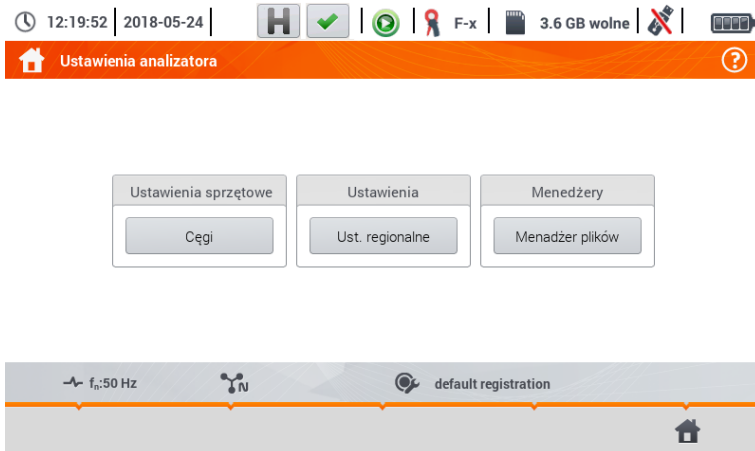 12:19:52 2018-05-24 H F-x 3.6 GB wolne
Ustawienia analizatora ?
Ustawienia sprzętowe Ustawienia Menedżery
Cęgi Ust. regionalne Menadżer plików
fn:50 Hz N default registration